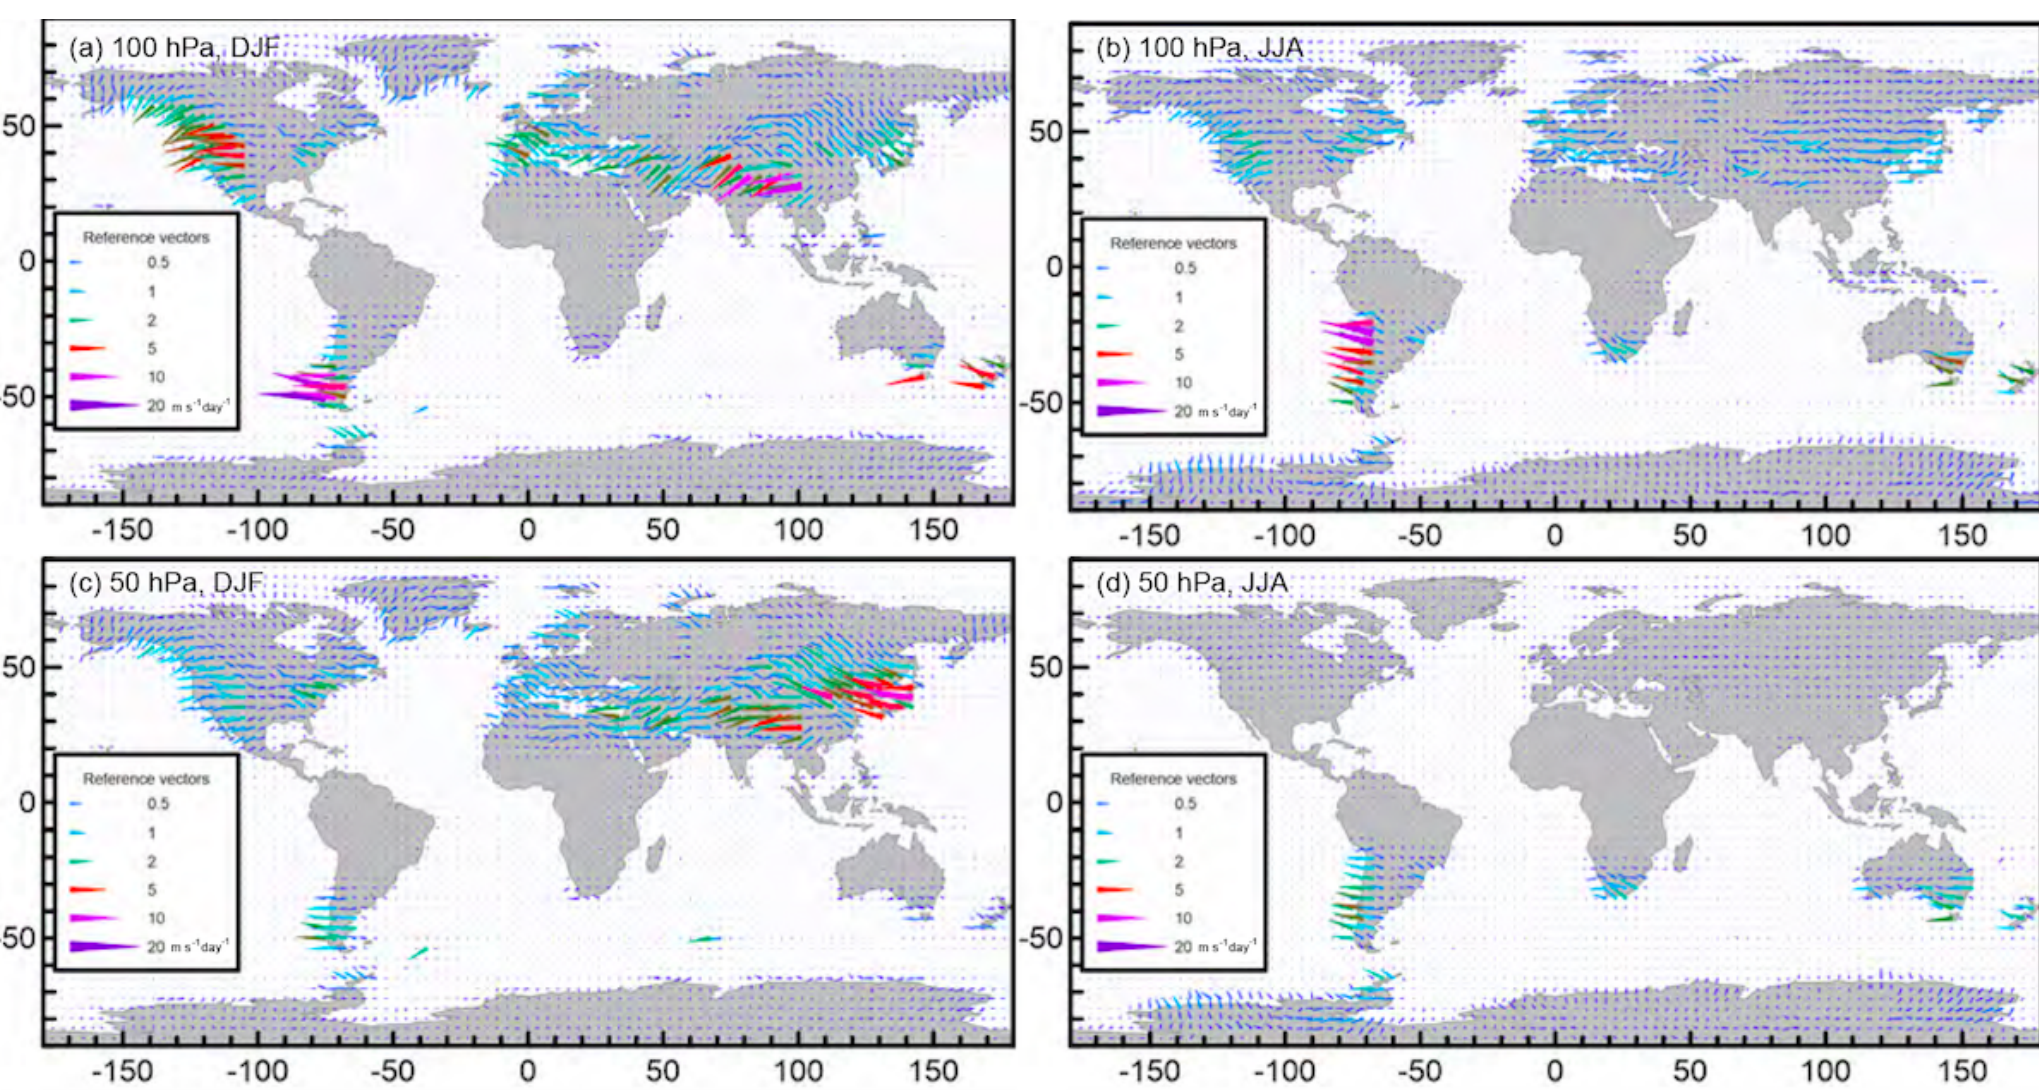 (a) 100 hPa, DJF
50
0
-50
Reference vectors
0.5
1
2
5
10
20 m s⁻¹day⁻¹
-150 -100 -50 0 50 100 150
(b) 100 hPa, JJA
50
0
-50
Reference vectors
0.5
1
2
5
10
20 m s⁻¹day⁻¹
-150 -100 -50 0 50 100 150
(c) 50 hPa, DJF
50
0
50
Reference vectors
0.5
1
2
5
10
20 m s⁻¹day⁻¹
-150 -100 -50 0 50 100 150
(d) 50 hPa, JJA
50
0
-50
Reference vectors
0.5
1
2
5
10
20 m s⁻¹day⁻¹
-150 -100 -50 0 50 100 150